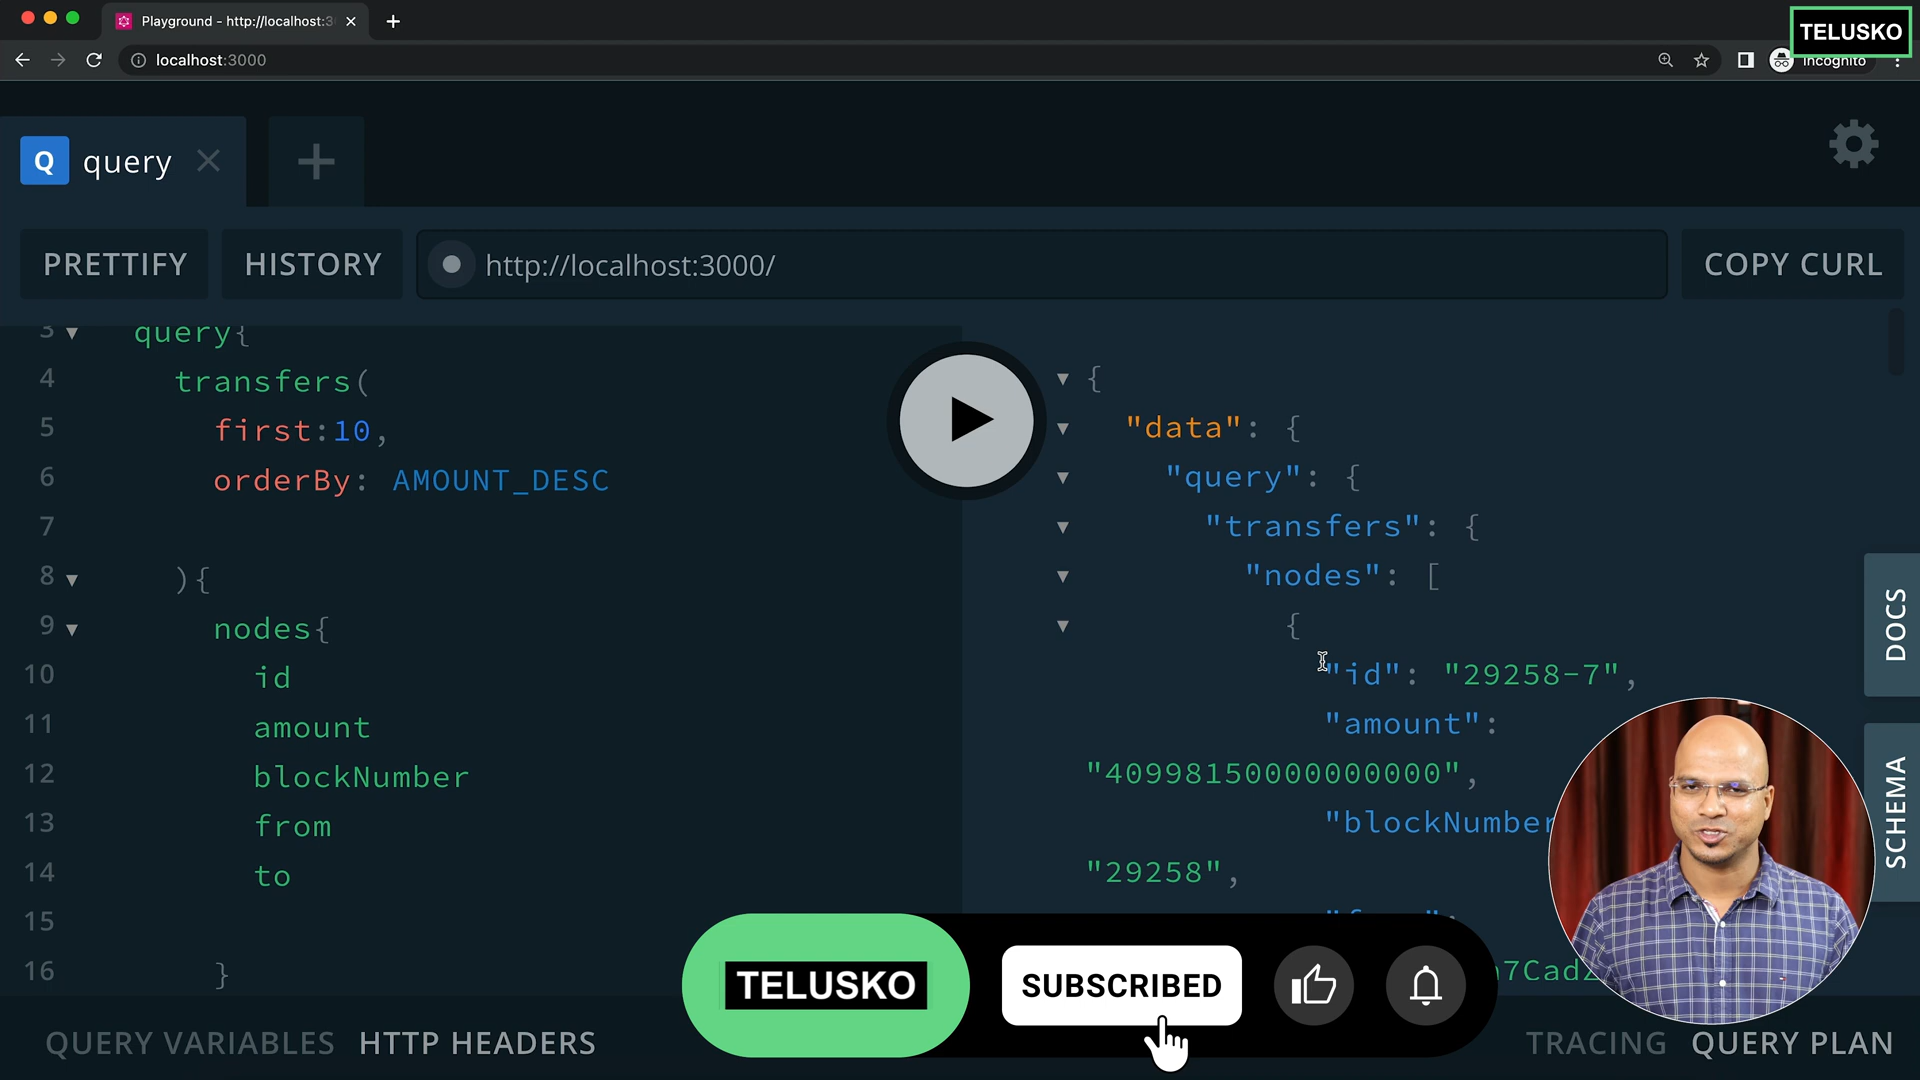 Playground - http://localhost:3
TELUSKO
localhost:3000
Incognito
Q query
PRETTIFY
HISTORY
http://localhost:3000/
COPY CURL
3 query{
4 transfers(
5 first:10,
6 orderBy: AMOUNT_DESC
7
8 ){
9 nodes{
10 id
11 amount
12 blockNumber
13 from
14 to
15
16 }
{
"data": {
"query": {
"transfers": {
"nodes": [
{
"id": "29258-7",
"amount":
"40998150000000000",
"blockNumber
"29258",
DOCS
SCHEMA
TELUSKO
SUBSCRIBED
QUERY VARIABLES
HTTP HEADERS
TRACING
QUERY PLAN